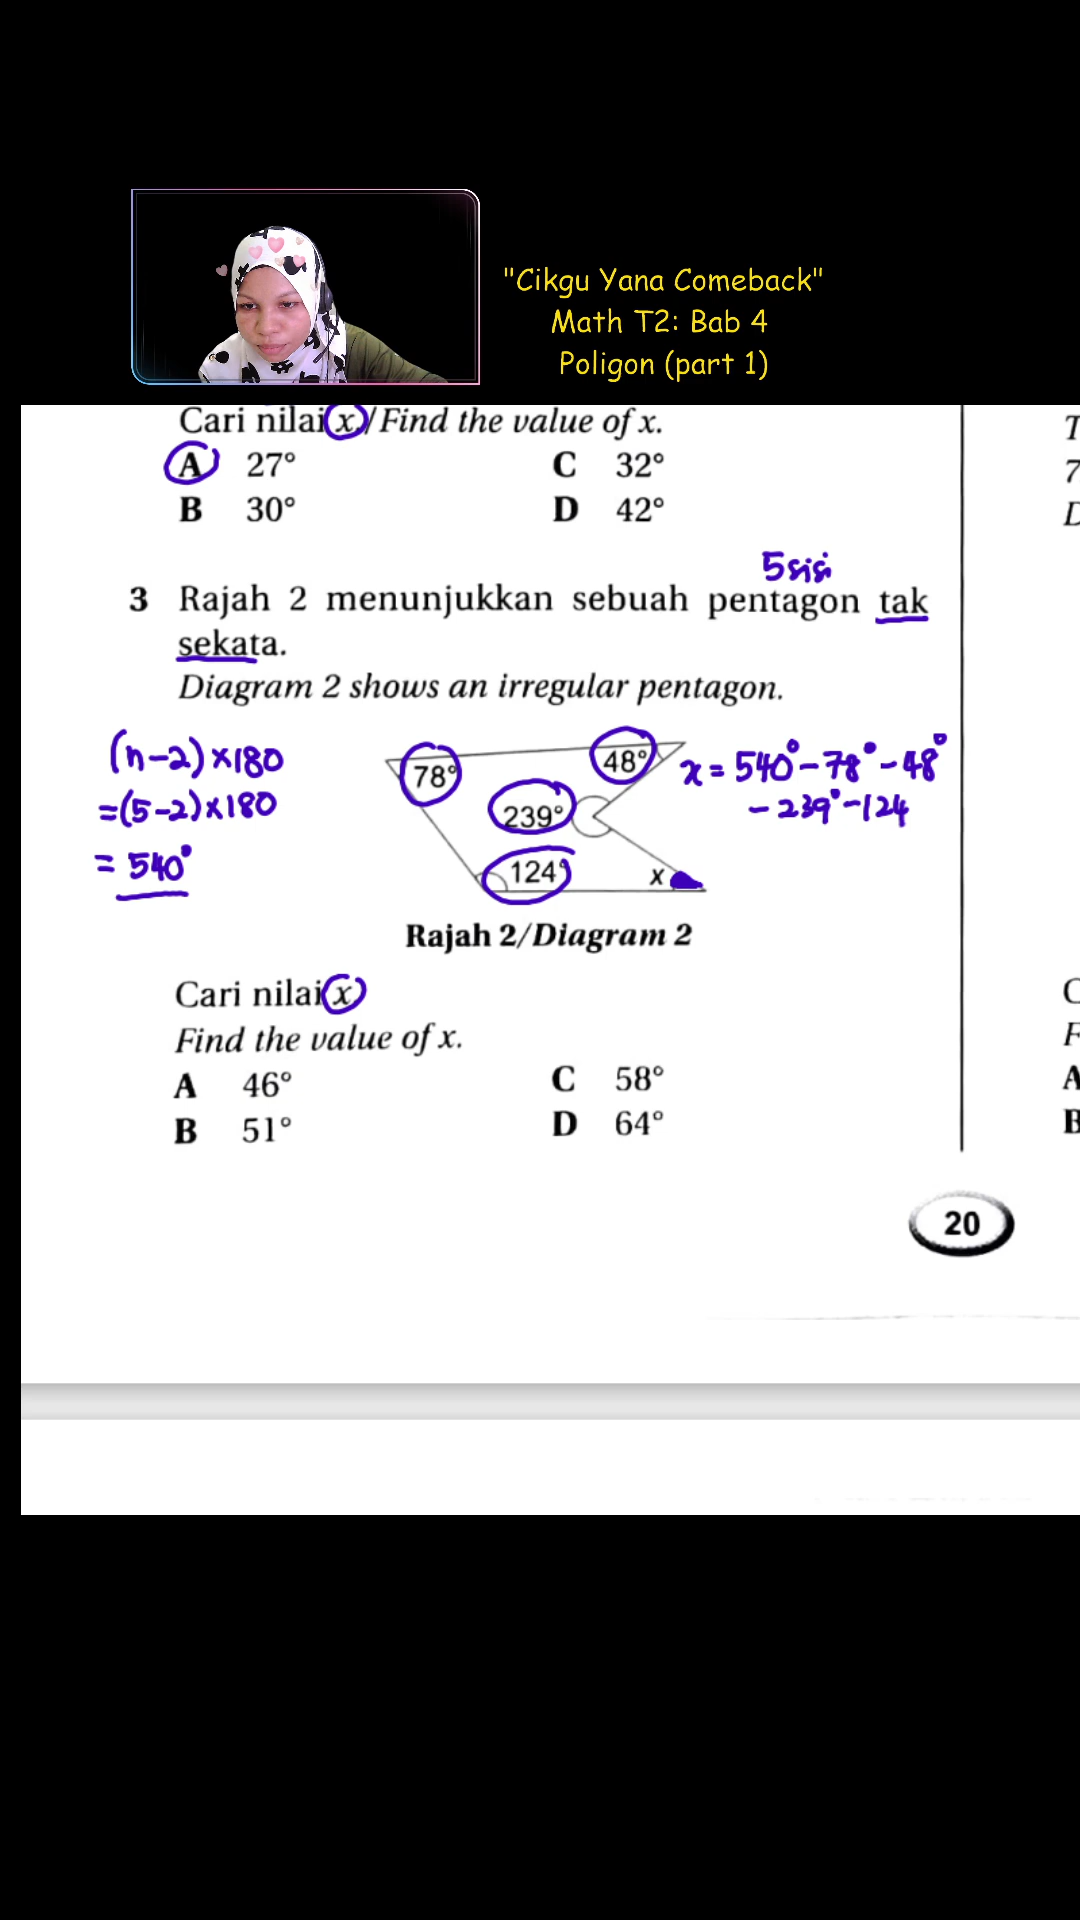 "Cikgu Yana Comeback"
Math T2: Bab 4
Poligon (part 1)
Cari nilai x./Find the value of x.
A 27° C 32°
B 30° D 42°
5 sisi
3 Rajah 2 menunjukkan sebuah pentagon tak
sekata.
Diagram 2 shows an irregular pentagon.
(n-2)×180
=(5-2)×180
= 540°
78°
48°
239°
124°
x
x = 540°-78°-48°
-239°-124
Rajah 2/Diagram 2
Cari nilai x
Find the value of x.
A 46° C 58°
B 51° D 64°
7
C
F
A
B
20